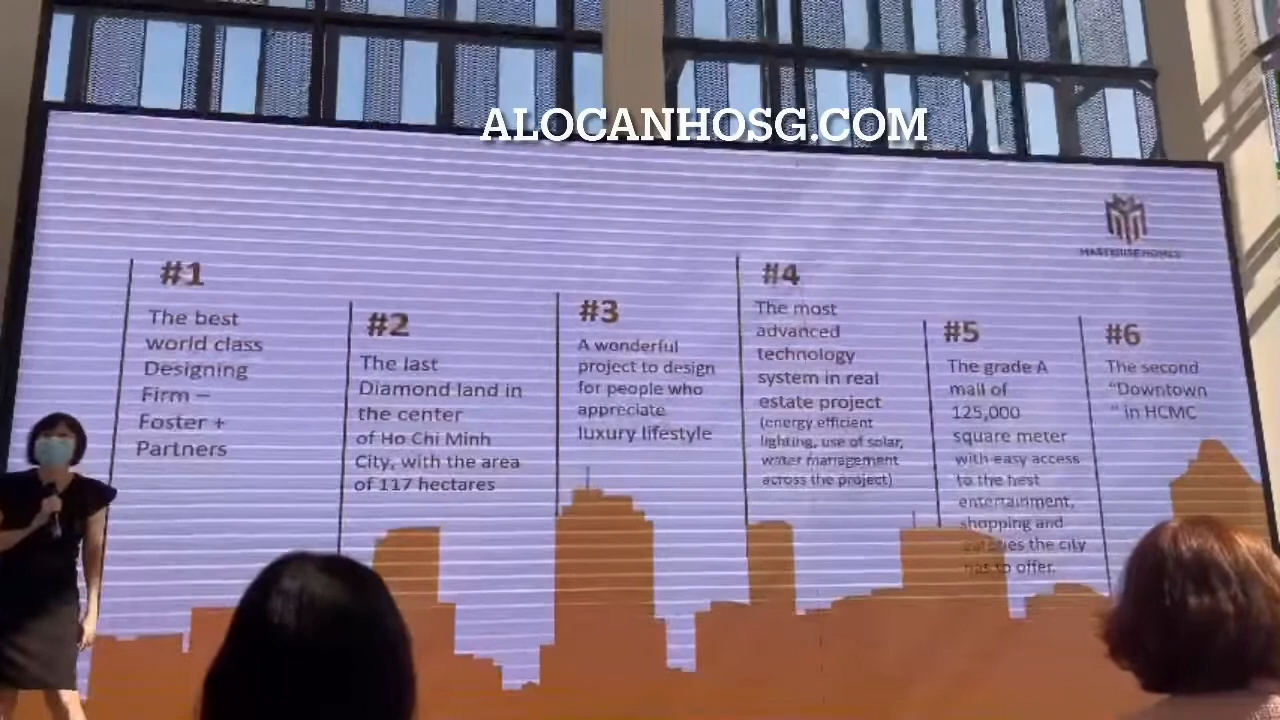 ALOCANHOSG.COM
MASTERISE HOMES
#1
The best
world class
Designing
Firm –
Foster +
Partners
#2
The last
Diamond land in
the center
of Ho Chi Minh
City, with the area
of 117 hectares
#3
A wonderful
project to design
for people who
appreciate
luxury lifestyle
#4
The most
advanced
technology
system in real
estate project
(energy efficient
lighting, use of solar,
water management
across the project)
#5
The grade A
mall of
125,000
square meter
with easy access
to the best
entertainment,
shopping and
the city
has to offer.
#6
The second
“Downtown
” in HCMC